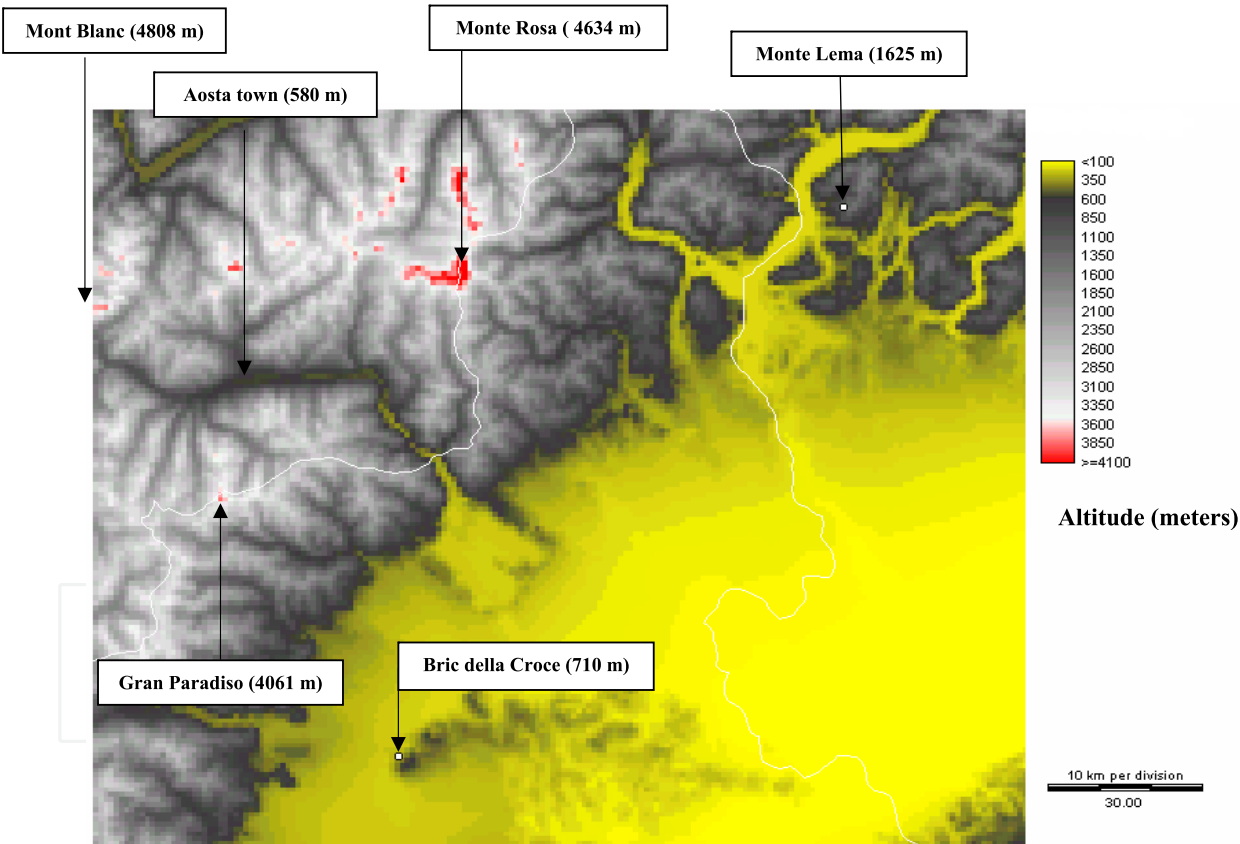 Mont Blanc (4808 m)
Monte Rosa ( 4634 m)
Monte Lema (1625 m)
Aosta town (580 m)
<100
350
600
850
1100
1350
1600
1850
2100
2350
2600
2850
3100
3350
3600
3850
>=4100
Altitude (meters)
Gran Paradiso (4061 m)
Bric della Croce (710 m)
10 km per division
30.00